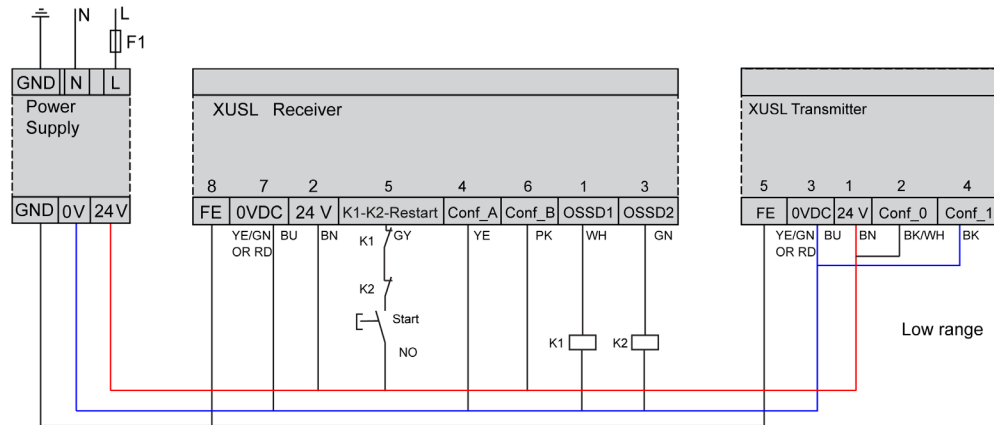 N L
F1
GND N L
Power
Supply
GND 0V 24V
XUSL Receiver
8 7 2 5 4 6 1 3
FE 0VDC 24 V K1-K2-Restart Conf_A Conf_B OSSD1 OSSD2
YE/GN BU BN K1 GY YE PK WH GN
OR RD
K2
Start
NO
K1 K2
XUSL Transmitter
5 3 1 2 4
FE 0VDC 24 V Conf_0 Conf_1
YE/GN BU BN BK/WH BK
OR RD
Low range